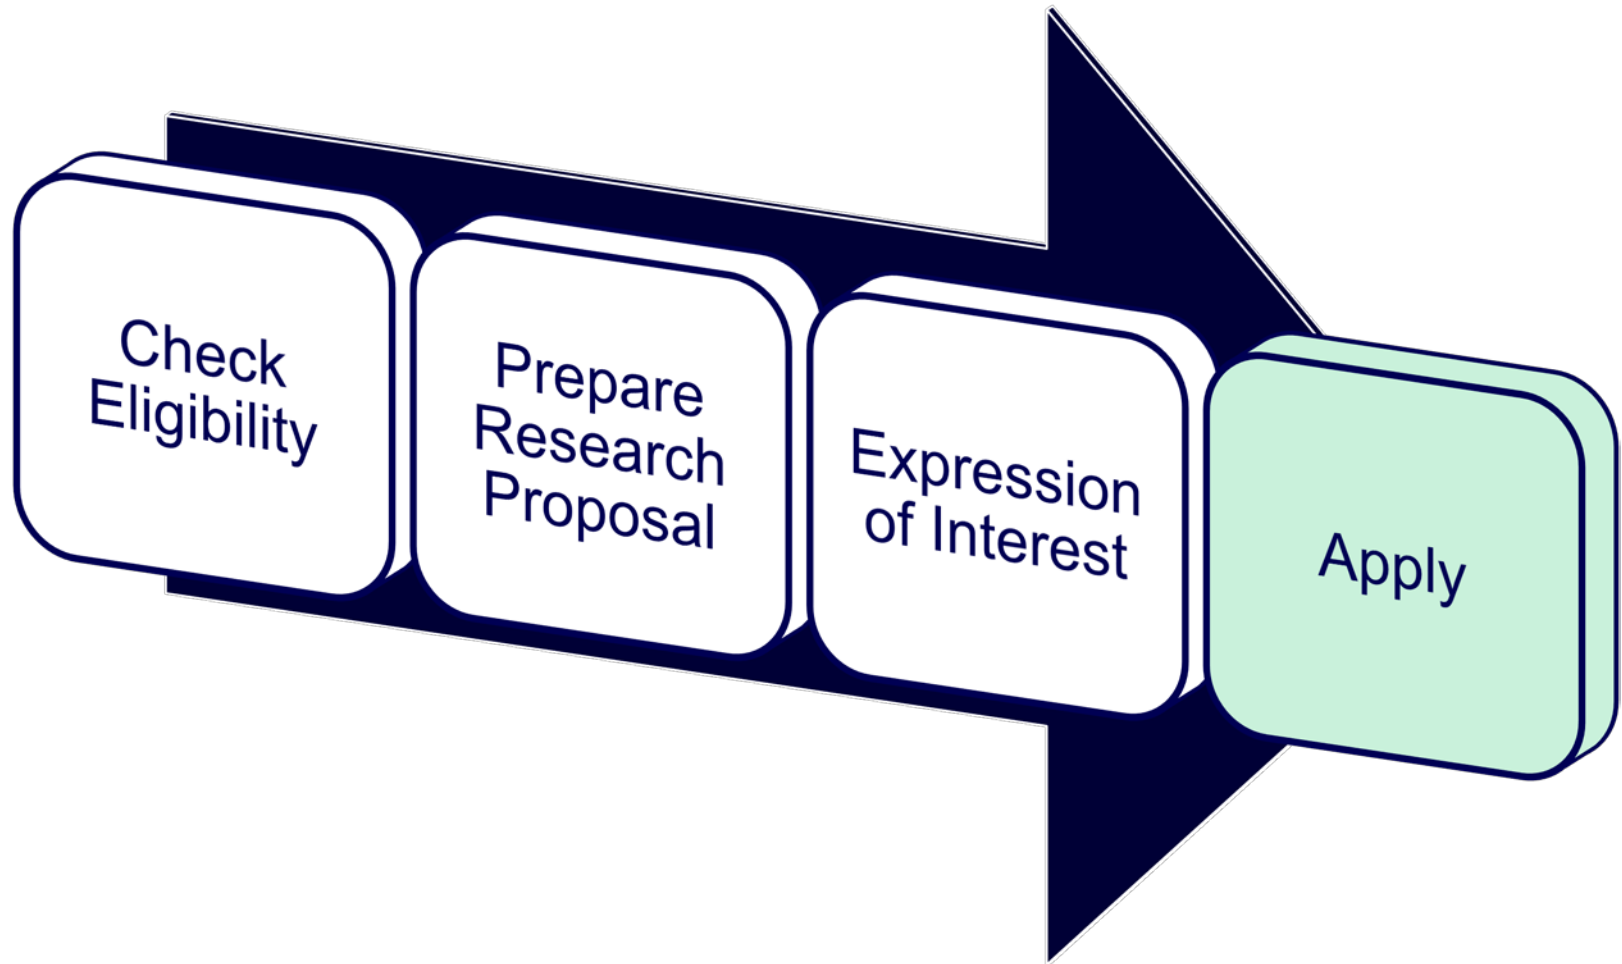 Check
Eligibility
Prepare
Research
Proposal
Expression
of Interest
Apply